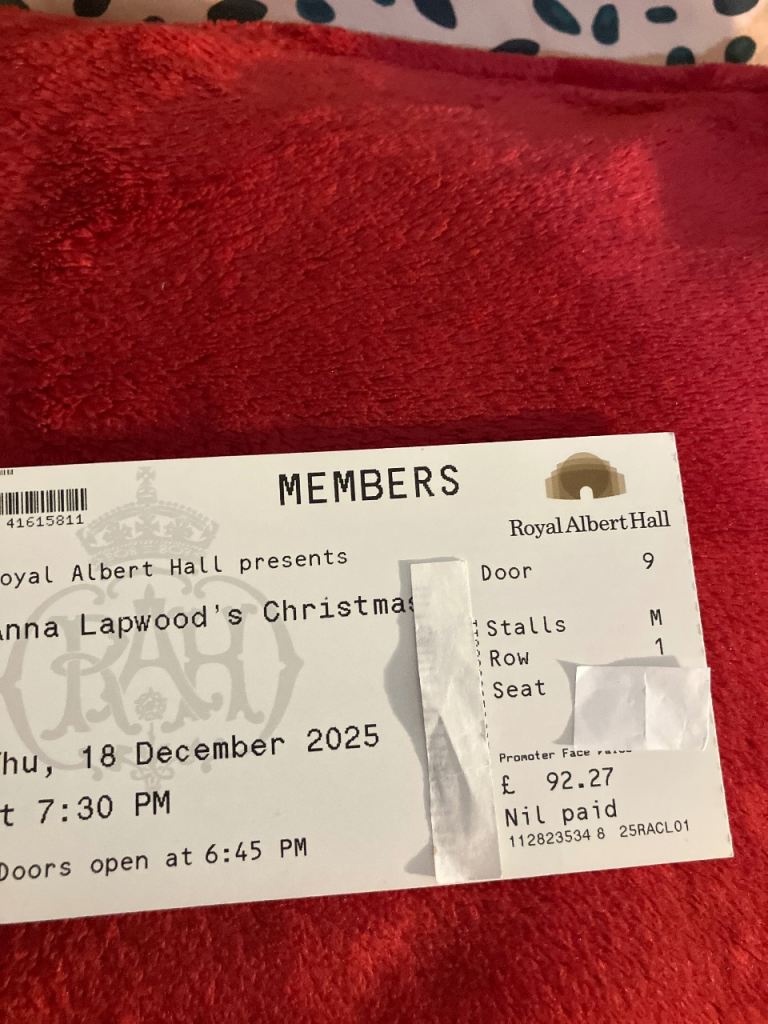 41615811
MEMBERS
Royal Albert Hall
oyal Albert Hall presents
nna Lapwood's Christmas
hu, 18 December 2025
t 7:30 PM
Doors open at 6:45 PM
RAH
Door 9
Stalls M
Row 1
Seat
Promoter Face
£ 92.27
Nil paid
112823534 8 25RACL01